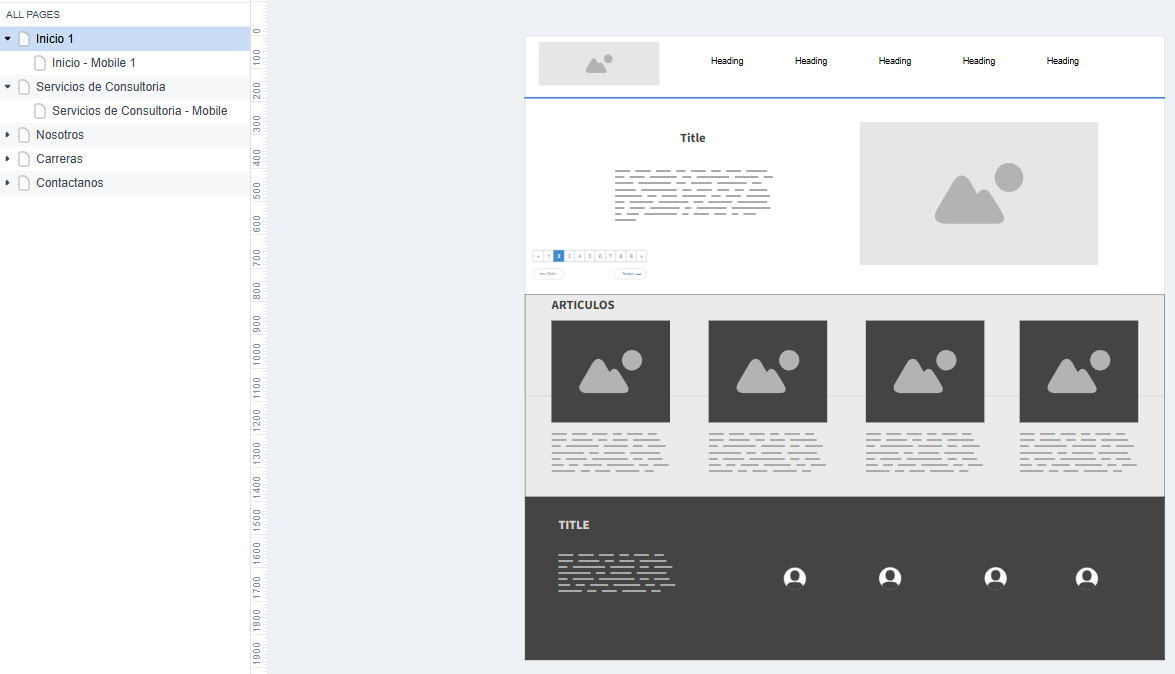 ALL PAGES
Inicio 1
Inicio - Mobile 1
Servicios de Consultoria
Servicios de Consultoria - Mobile
Nosotros
Carreras
Contactanos
0
100
200
300
400
500
600
700
800
900
1000
1100
1200
1300
1400
1500
1600
1700
1800
1900
Heading Heading Heading Heading Heading
Title
« 1 2 3 4 5 6 7 8 9 »
Older Newer
ARTICULOS
TITLE